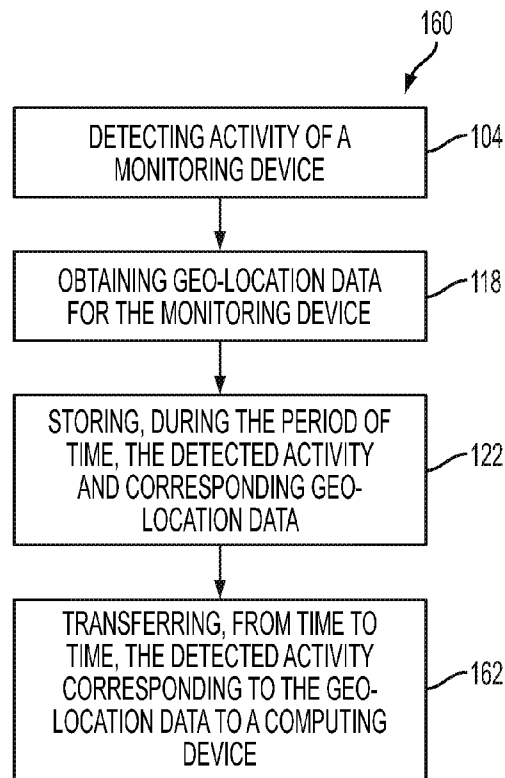 160
DETECTING ACTIVITY OF A
MONITORING DEVICE
104
OBTAINING GEO-LOCATION DATA
FOR THE MONITORING DEVICE
118
STORING, DURING THE PERIOD OF
TIME, THE DETECTED ACTIVITY
AND CORRESPONDING GEO-
LOCATION DATA
122
TRANSFERRING, FROM TIME TO
TIME, THE DETECTED ACTIVITY
CORRESPONDING TO THE GEO-
LOCATION DATA TO A COMPUTING
DEVICE
162